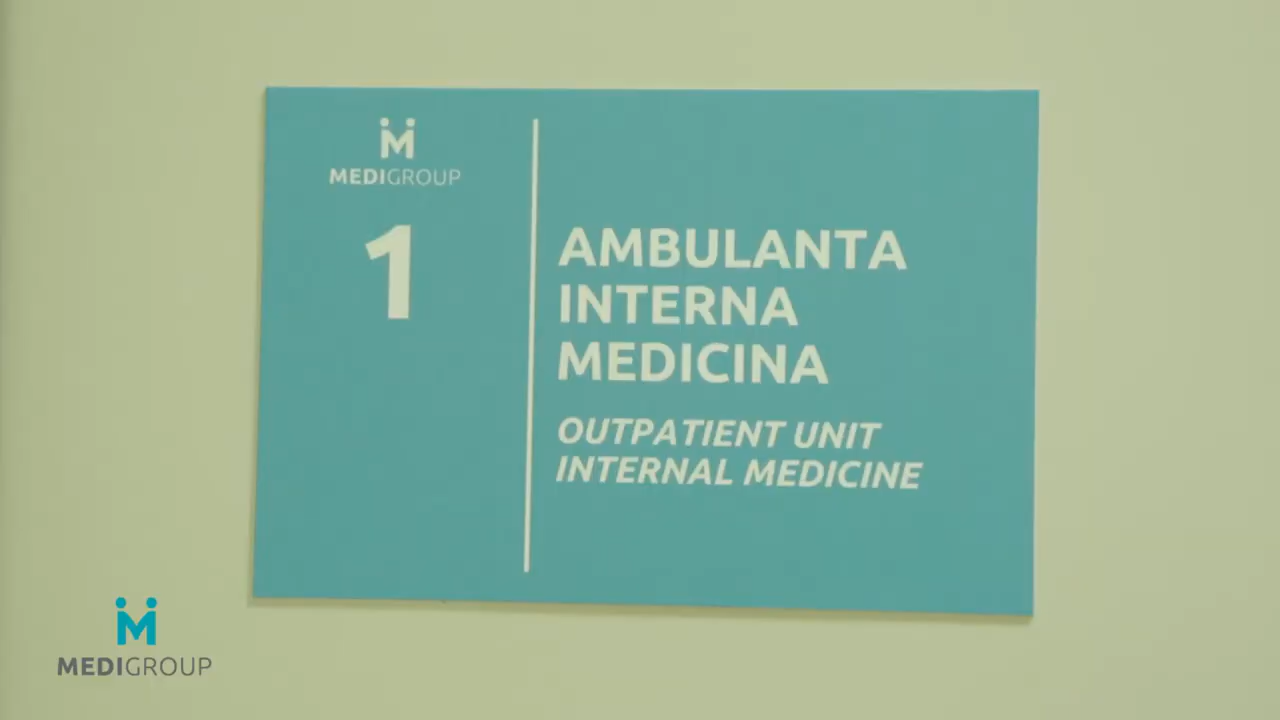 MEDIGROUP
1
AMBULANTA
INTERNA
MEDICINA
OUTPATIENT UNIT
INTERNAL MEDICINE
MEDIGROUP